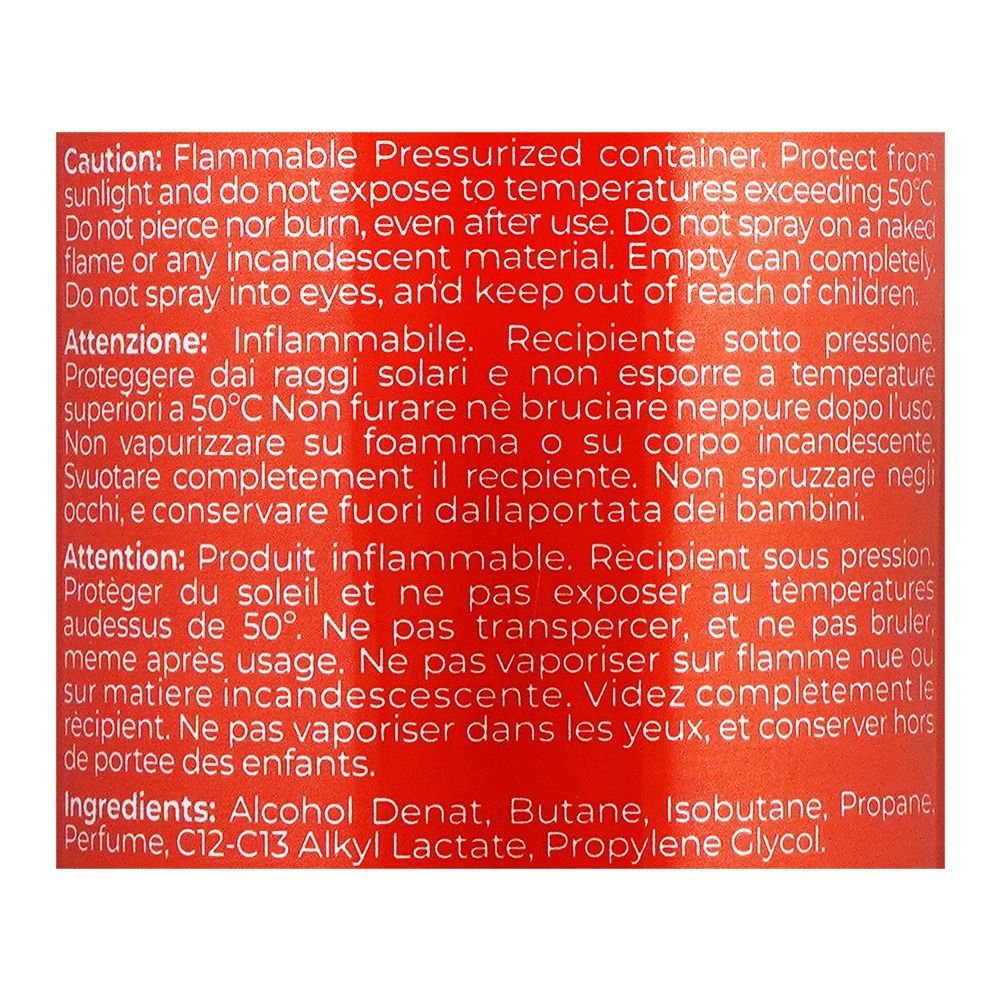 Caution: Flammable Pressurized container. Protect from
sunlight and do not expose to temperatures exceeding 50°C.
Do not pierce nor burn, even after use. Do not spray on a naked
flame or any incandescent material. Empty can completely.
Do not spray into eyes, and keep out of reach of children.
Attenzione: Inflammabile. Recipiente sotto pressione.
Proteggere dai raggi solari e non esporre a temperature
superiori a 50°C Non furare nè bruciare neppure dopo l'uso.
Non vapurizzare su foamma o su corpo incandescente.
Svuotare completement il recpiente. Non spruzzare negli
occhi, e conservare fuori dallaportata dei bambini.
Attention: Produit inflammable. Rècipient sous pression.
Protèger du soleil et ne pas exposer au tèmperatures
audessus de 50°. Ne pas transpercer, et ne pas bruler,
meme après usage. Ne pas vaporiser sur flamme nue ou
sur matière incandescescente. Videz complètement le
rècipient. Ne pas vaporiser dans les yeux, et conserver hors
de portee des enfants.
Ingredients: Alcohol Denat, Butane, Isobutane, Propane,
Perfume, C12-C13 Alkyl Lactate, Propylene Glycol.